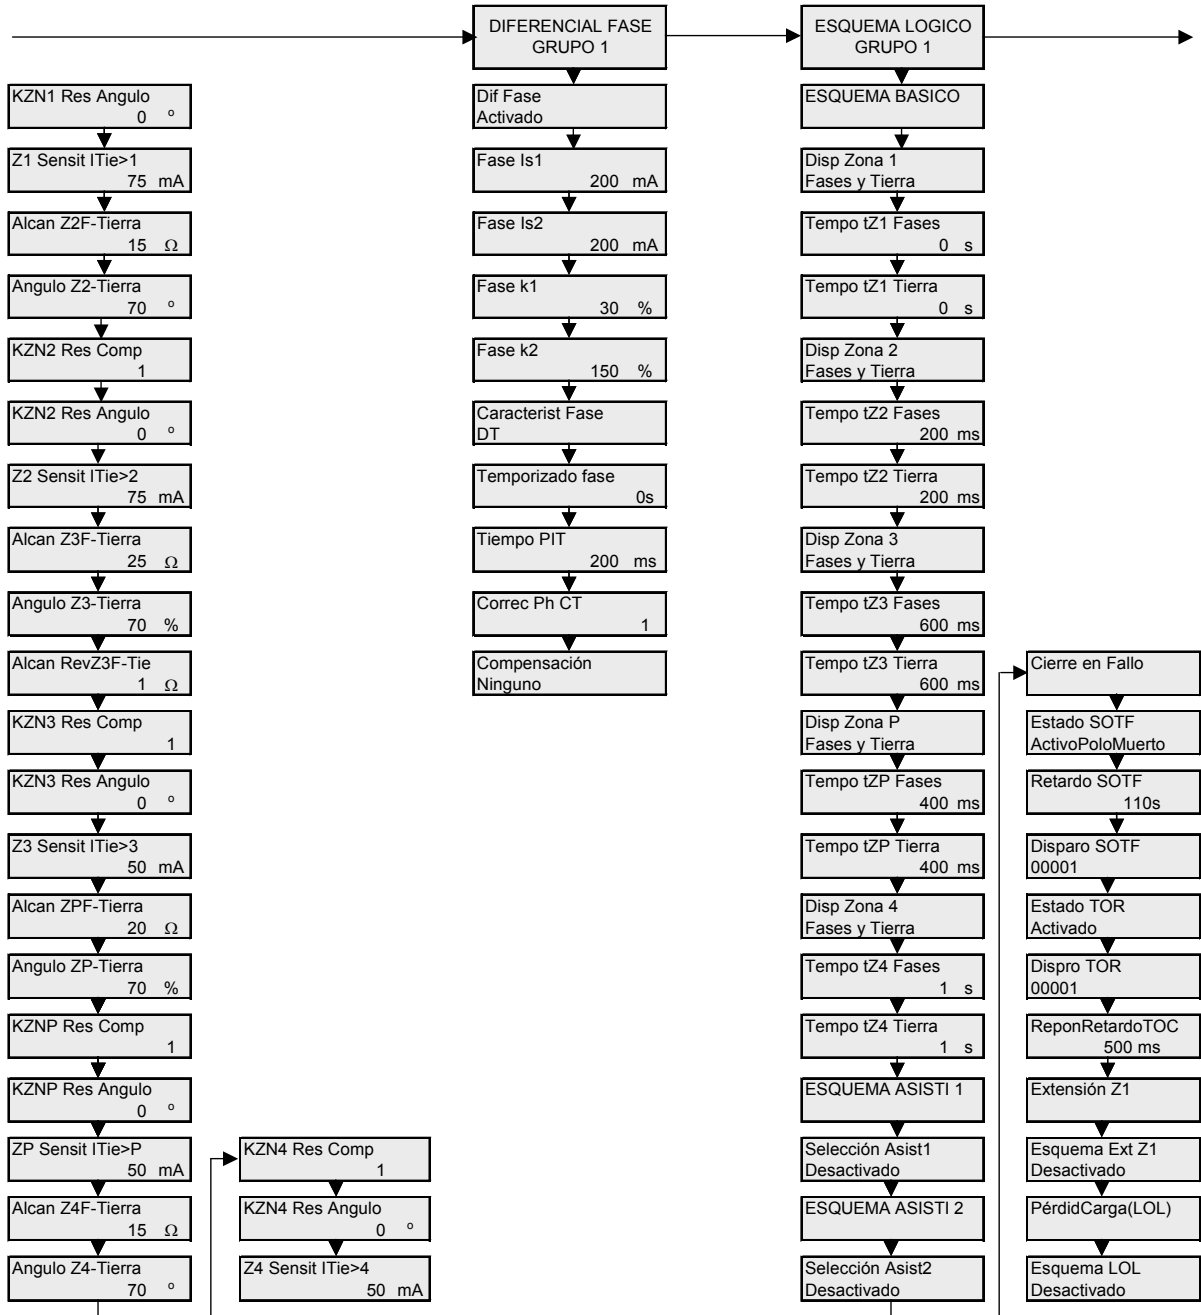 DIFERENCIAL FASE
GRUPO 1
ESQUEMA LOGICO
GRUPO 1
KZN1 Res Angulo
0 º
Z1 Sensit ITie>1
75 mA
Alcan Z2F-Tierra
15 Ω
Angulo Z2-Tierra
70 º
KZN2 Res Comp
1
KZN2 Res Angulo
0 º
Z2 Sensit ITie>2
75 mA
Alcan Z3F-Tierra
25 Ω
Angulo Z3-Tierra
70 %
Alcan RevZ3F-Tie
1 Ω
KZN3 Res Comp
1
KZN3 Res Angulo
0 º
Z3 Sensit ITie>3
50 mA
Alcan ZPF-Tierra
20 Ω
Angulo ZP-Tierra
70 %
KZNP Res Comp
1
KZNP Res Angulo
0 º
ZP Sensit ITie>P
50 mA
Alcan Z4F-Tierra
15 Ω
Angulo Z4-Tierra
70 º
KZN4 Res Comp
1
KZN4 Res Angulo
0 º
Z4 Sensit ITie>4
50 mA
Dif Fase
Activado
Fase Is1
200 mA
Fase Is2
200 mA
Fase k1
30 %
Fase k2
150 %
Caracterist Fase
DT
Temporizado fase
0s
Tiempo PIT
200 ms
Correc Ph CT
1
Compensación
Ninguno
ESQUEMA BASICO
Disp Zona 1
Fases y Tierra
Tempo tZ1 Fases
0 s
Tempo tZ1 Tierra
0 s
Disp Zona 2
Fases y Tierra
Tempo tZ2 Fases
200 ms
Tempo tZ2 Tierra
200 ms
Disp Zona 3
Fases y Tierra
Tempo tZ3 Fases
600 ms
Tempo tZ3 Tierra
600 ms
Disp Zona P
Fases y Tierra
Tempo tZP Fases
400 ms
Tempo tZP Tierra
400 ms
Disp Zona 4
Fases y Tierra
Tempo tZ4 Fases
1 s
Tempo tZ4 Tierra
1 s
ESQUEMA ASISTI 1
Selección Asist1
Desactivado
ESQUEMA ASISTI 2
Selección Asist2
Desactivado
Cierre en Fallo
Estado SOTF
ActivoPoloMuerto
Retardo SOTF
110s
Disparo SOTF
00001
Estado TOR
Activado
Dispro TOR
00001
ReponRetardoTOC
500 ms
Extensión Z1
Esquema Ext Z1
Desactivado
PérdidCarga(LOL)
Esquema LOL
Desactivado